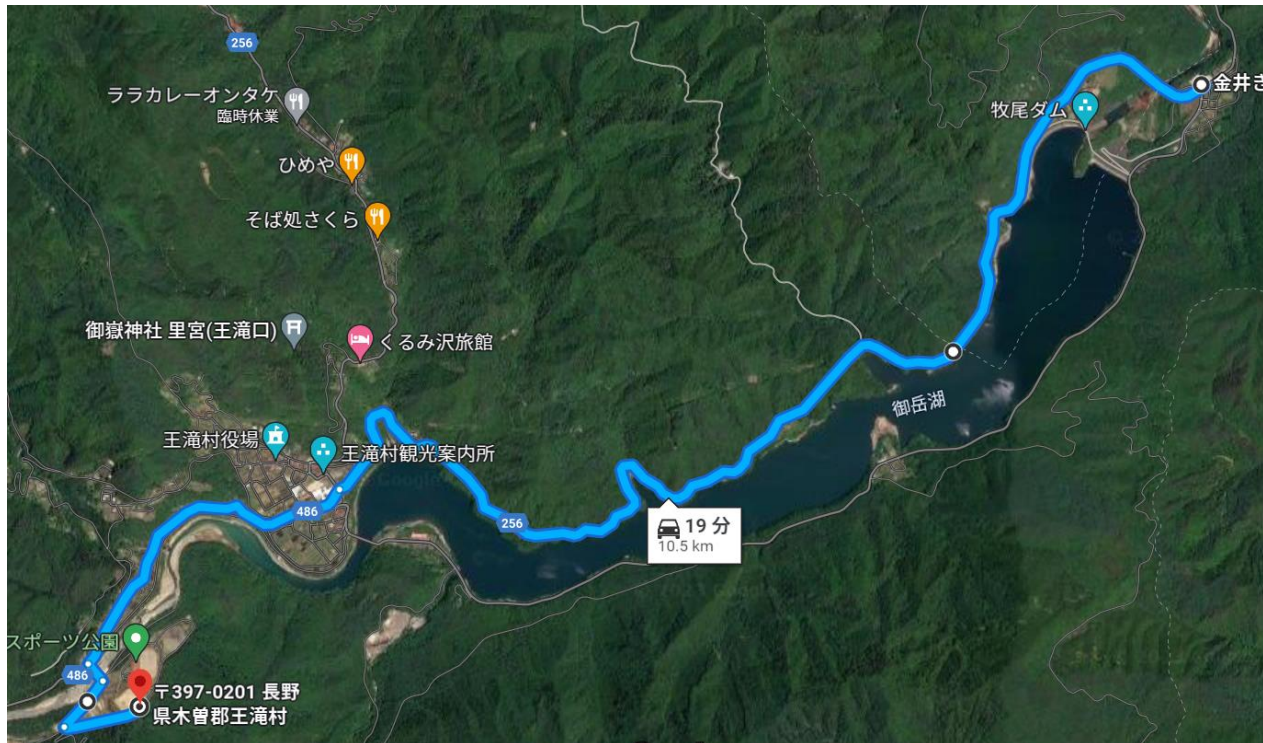 256
ララカレーオンタケ
臨時休業
ひめや
そば処さくら
牧尾ダム
金井き
御嶽神社 里宮(王滝口)
くるみ沢旅館
御岳湖
王滝村役場
王滝村観光案内所
Google
486
256
19 分
10.5 km
スポーツ公園
486
〒397-0201 長野
県木曽郡王滝村